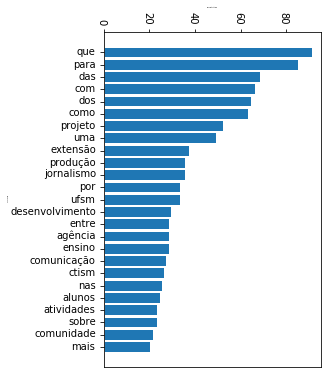 0 20 40 60 80
que
para
das
com
dos
como
projeto
uma
extensão
produção
jornalismo
por
ufsm
desenvolvimento
entre
agência
ensino
comunicação
ctism
nas
alunos
atividades
sobre
comunidade
mais